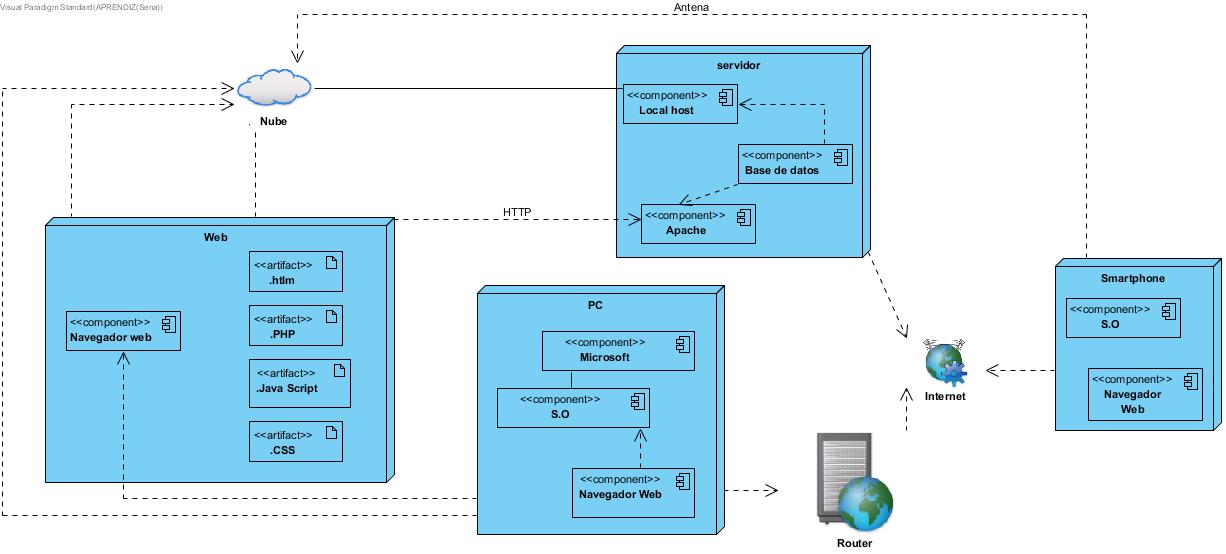 Visual Paradigm Standard(APRENDIZ(Sena))
Antena
Nube
servidor
<<component>>
Local host
<<component>>
Base de datos
<<component>>
Apache
HTTP
Web
<<artifact>>
.htlm
<<artifact>>
.PHP
<<artifact>>
.Java Script
<<artifact>>
.CSS
<<component>>
Navegador web
PC
<<component>>
Microsoft
<<component>>
S.O
<<component>>
Navegador Web
Internet
Router
Smartphone
<<component>>
S.O
<<component>>
Navegador
Web